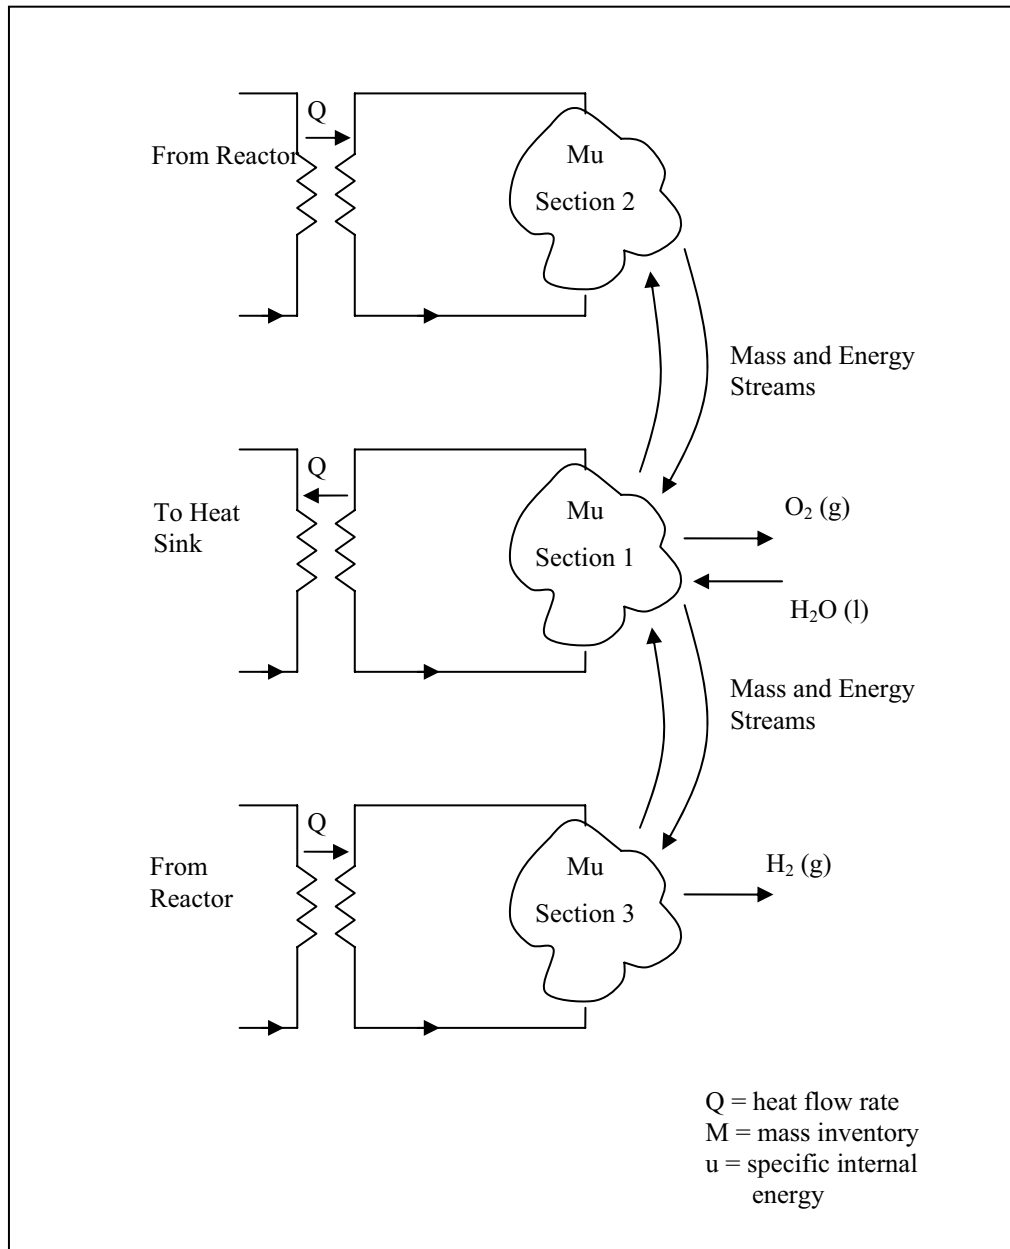 Q
From Reactor
Mu
Section 2
Mass and Energy
Streams
Q
To Heat
Sink
Mu
Section 1
O₂ (g)
H₂O (l)
Mass and Energy
Streams
Q
From
Reactor
Mu
Section 3
H₂ (g)
Q = heat flow rate
M = mass inventory
u = specific internal
energy